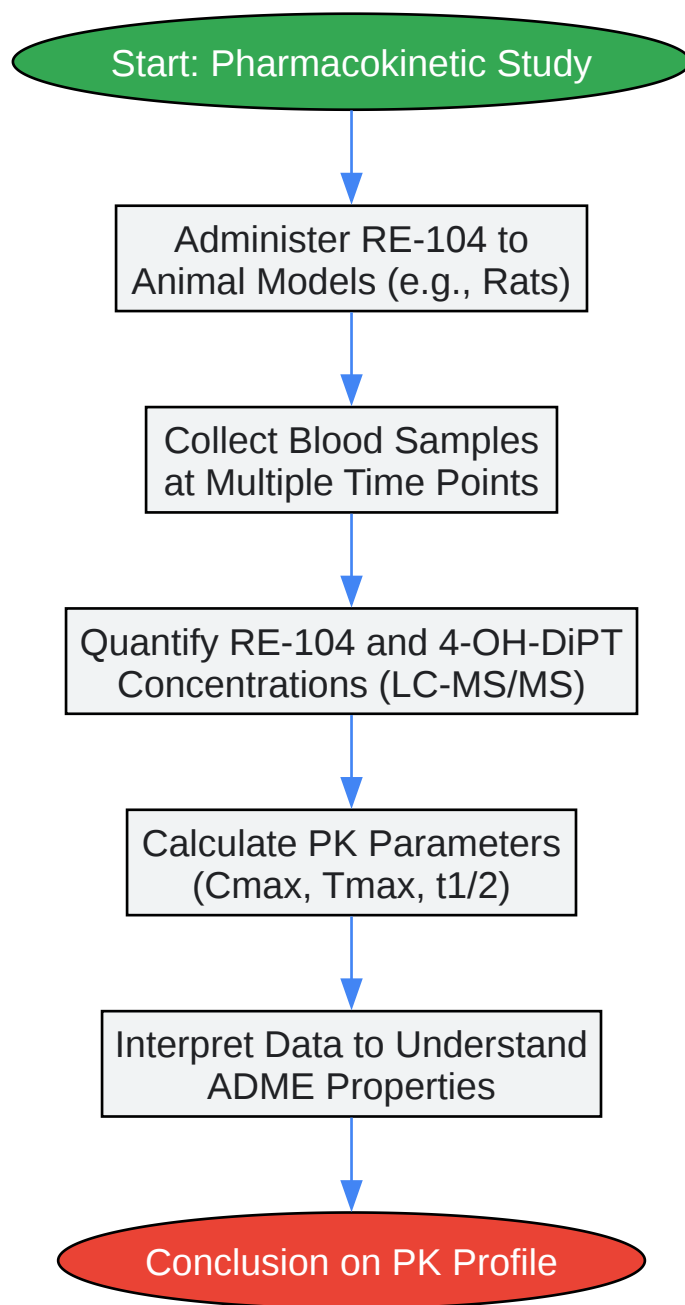 Start: Pharmacokinetic Study
Administer RE-104 to
Animal Models (e.g., Rats)
Collect Blood Samples
at Multiple Time Points
Quantify RE-104 and 4-OH-DiPT
Concentrations (LC-MS/MS)
Calculate PK Parameters
(Cmax, Tmax, t1/2)
Interpret Data to Understand
ADME Properties
Conclusion on PK Profile